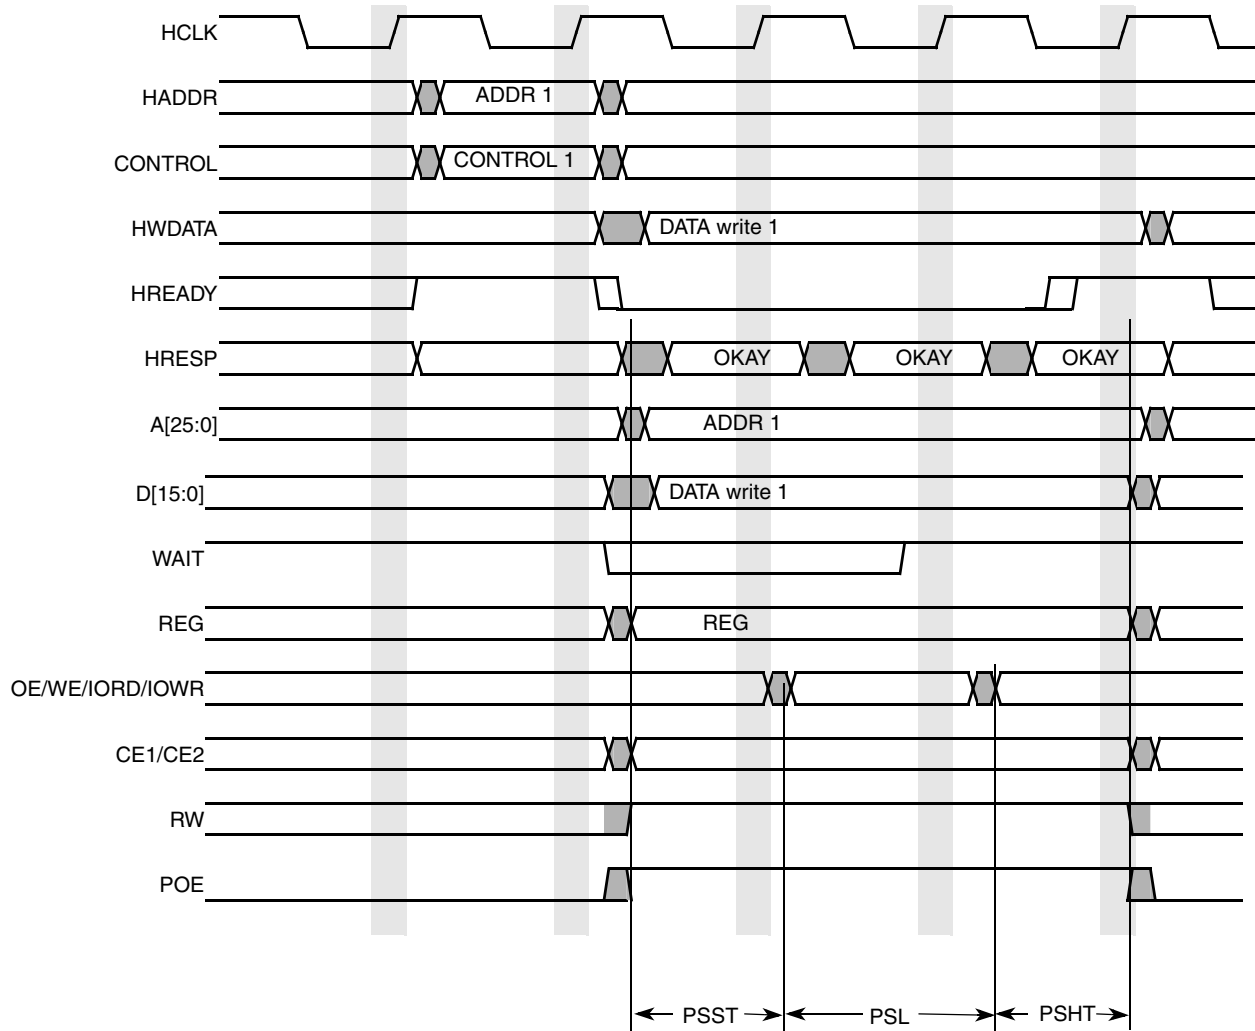 HCLK
HADDR ADDR 1
CONTROL CONTROL 1
HWDATA DATA write 1
HREADY
HRESP OKAY OKAY OKAY
A[25:0] ADDR 1
D[15:0] DATA write 1
WAIT
REG REG
OE/WE/IORD/IOWR
CE1/CE2
RW
POE
PSST PSL PSHT